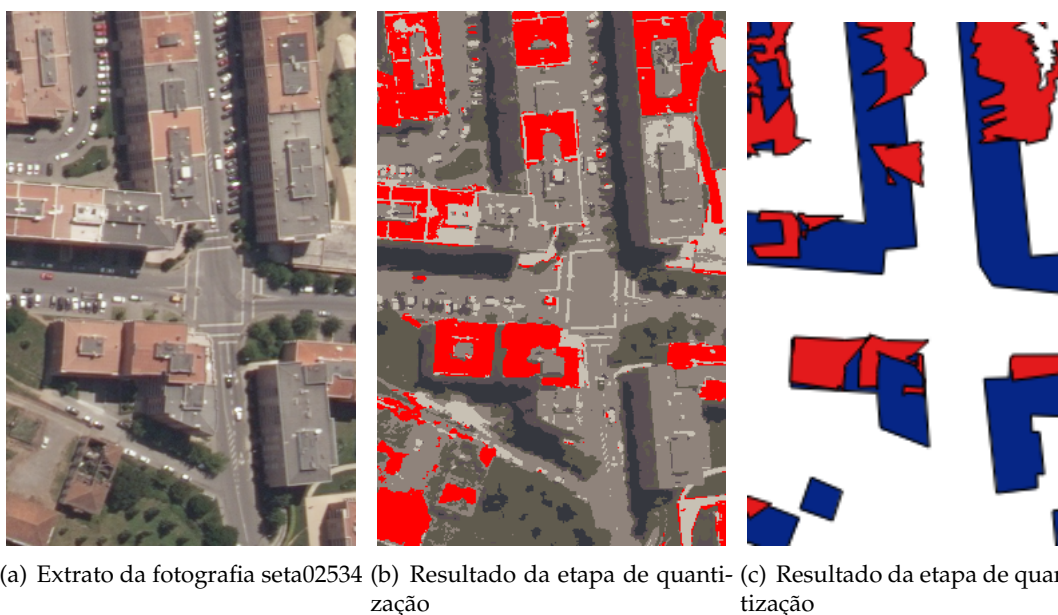 (a) Extrato da fotografia seta02534
(b) Resultado da etapa de quanti-
zação
(c) Resultado da etapa de quan
tização